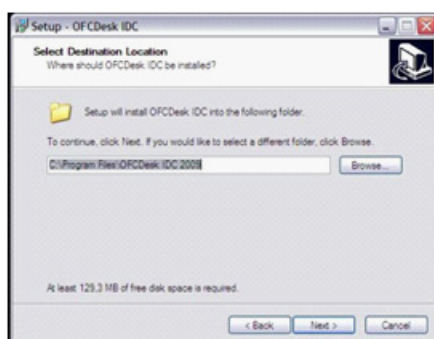 Setup - OFCDesk IDC
Select Destination Location
Where should OFCDesk IDC be installed?
Setup will install OFCDesk IDC into the following folder.
To continue, click Next. If you would like to select a different folder, click Browse.
C:\Program Files\OFCDesk IDC 2009
Browse...
At least 129.3 MB of free disk space is required.
< Back
Next >
Cancel